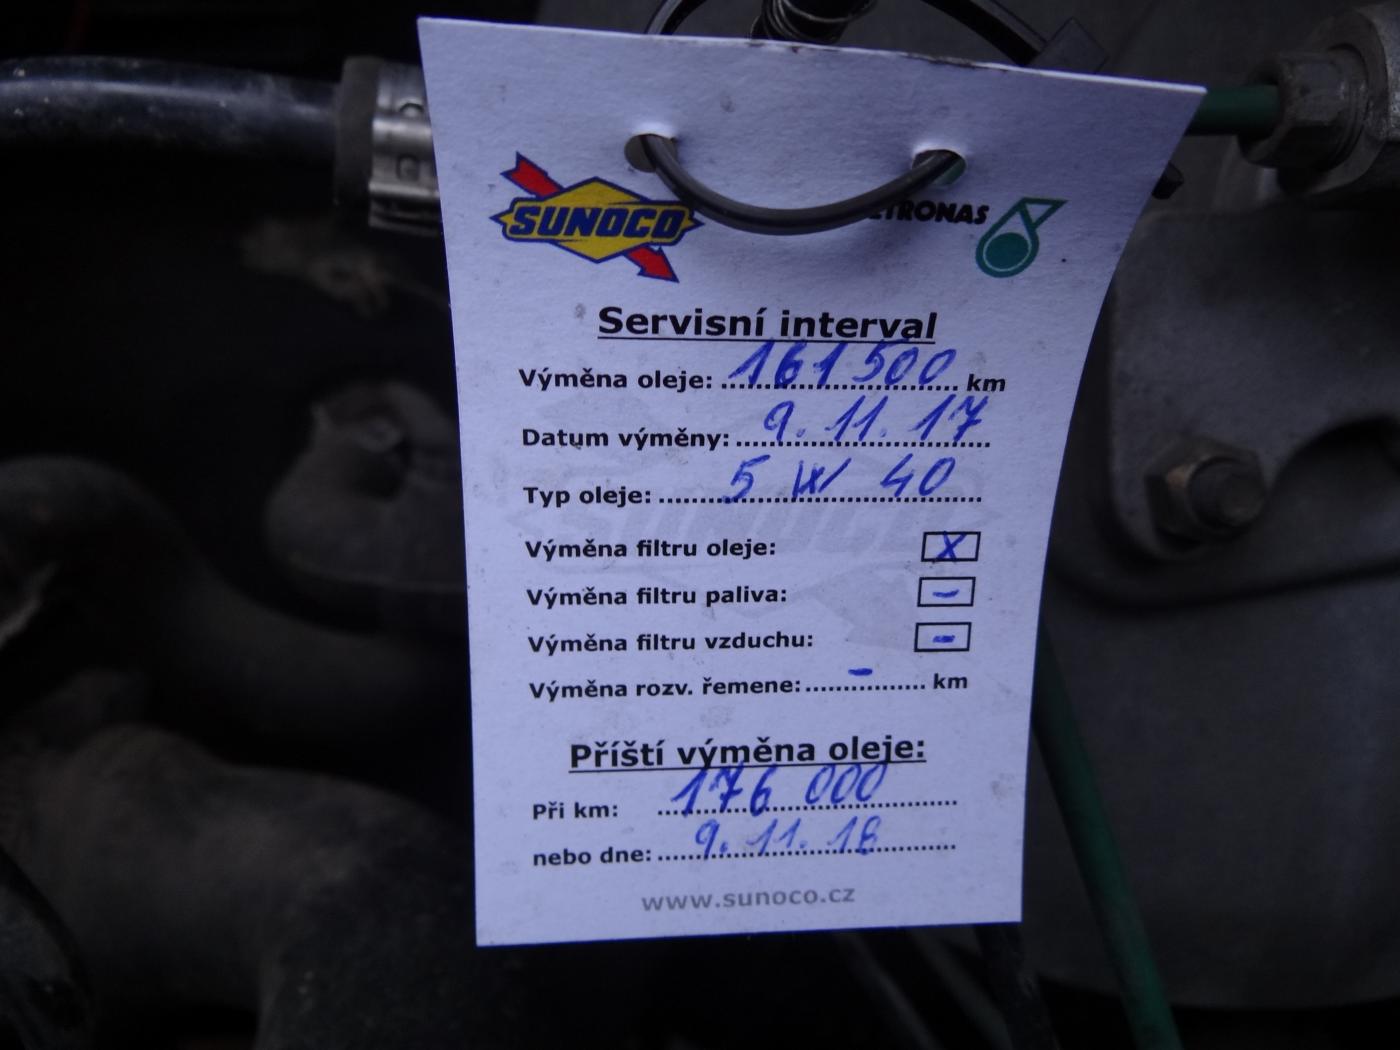 SUNOCO
PETRONAS
Servisní interval
Výměna oleje: 161 500 km
Datum výměny: 9. 11. 17
Typ oleje: 5 W 40
Výměna filtru oleje: X
Výměna filtru paliva: -
Výměna filtru vzduchu: -
Výměna rozv. řemene: - km
Příští výměna oleje:
Při km: 176 000
nebo dne: 9. 11. 18
www.sunoco.cz